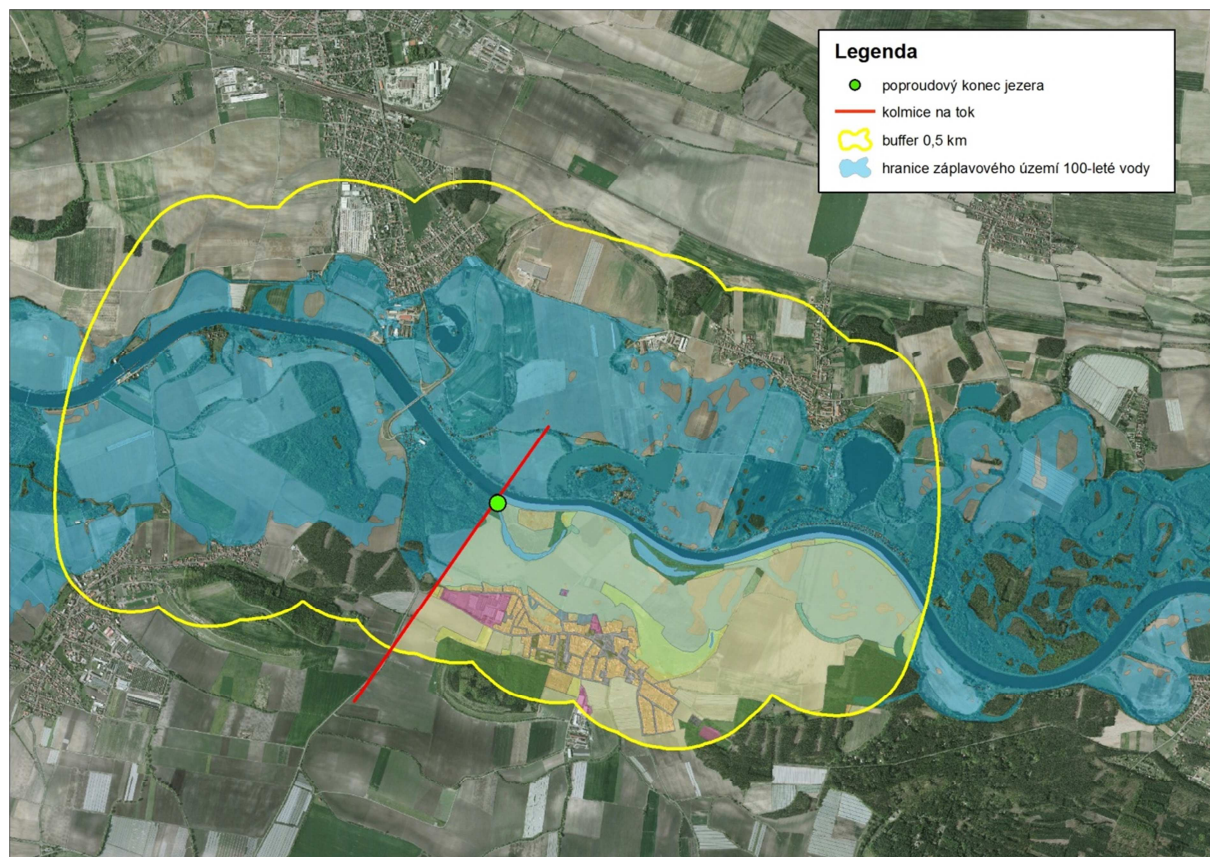 Legenda
poproudový konec jezera
kolmice na tok
buffer 0,5 km
hranice záplavového území 100-leté vody